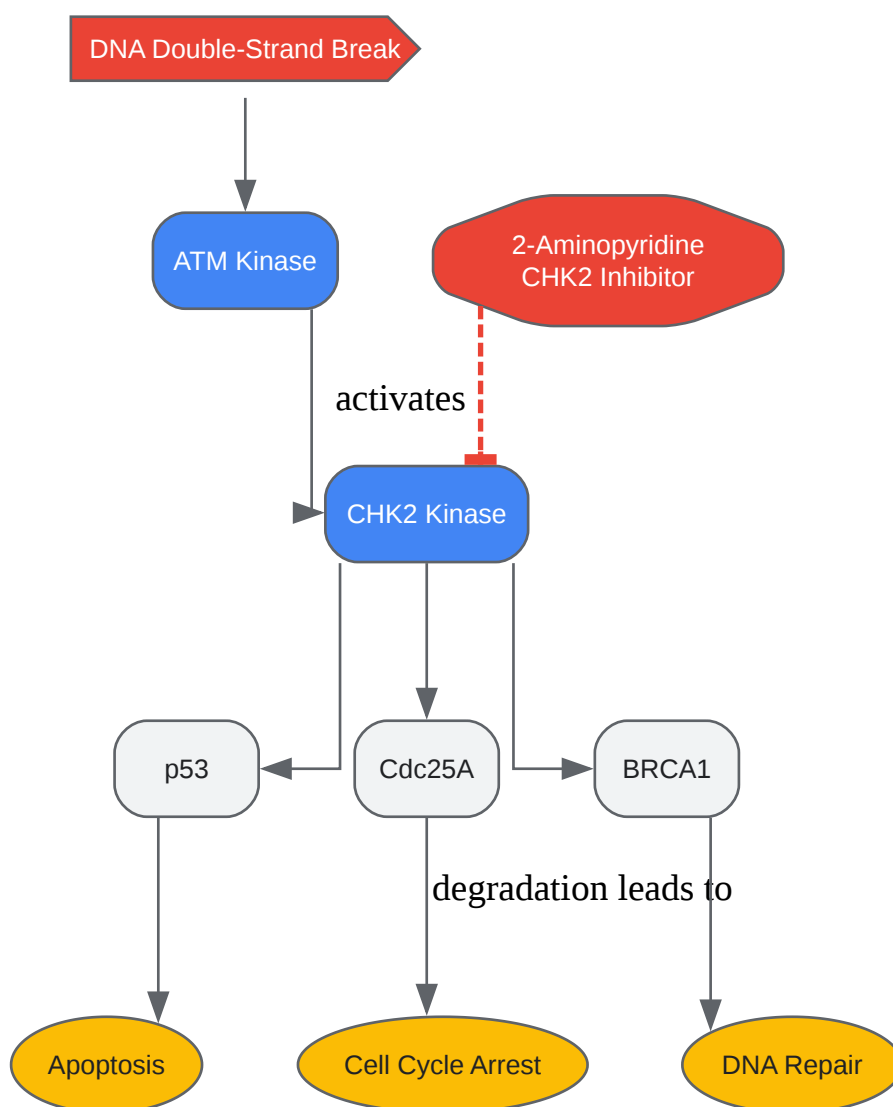 DNA Double-Strand Break
ATM Kinase
2-Aminopyridine
CHK2 Inhibitor
activates
CHK2 Kinase
p53
Cdc25A
BRCA1
degradation leads to
Apoptosis
Cell Cycle Arrest
DNA Repair